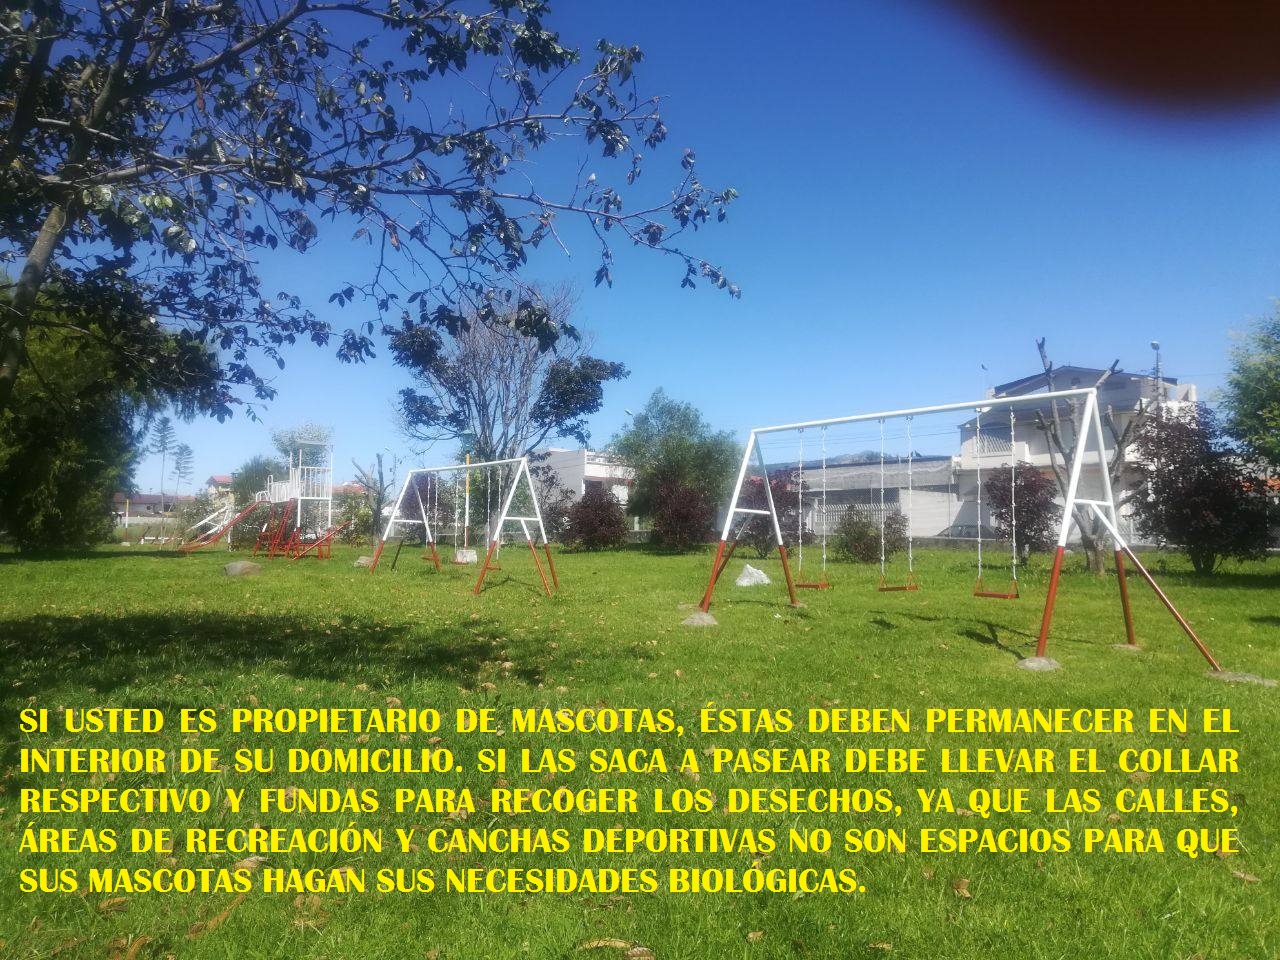 SI USTED ES PROPIETARIO DE MASCOTAS, ÉSTAS DEBEN PERMANECER EN EL
INTERIOR DE SU DOMICILIO. SI LAS SACA A PASEAR DEBE LLEVAR EL COLLAR
RESPECTIVO Y FUNDAS PARA RECOGER LOS DESECHOS, YA QUE LAS CALLES,
ÁREAS DE RECREACIÓN Y CANCHAS DEPORTIVAS NO SON ESPACIOS PARA QUE
SUS MASCOTAS HAGAN SUS NECESIDADES BIOLÓGICAS.